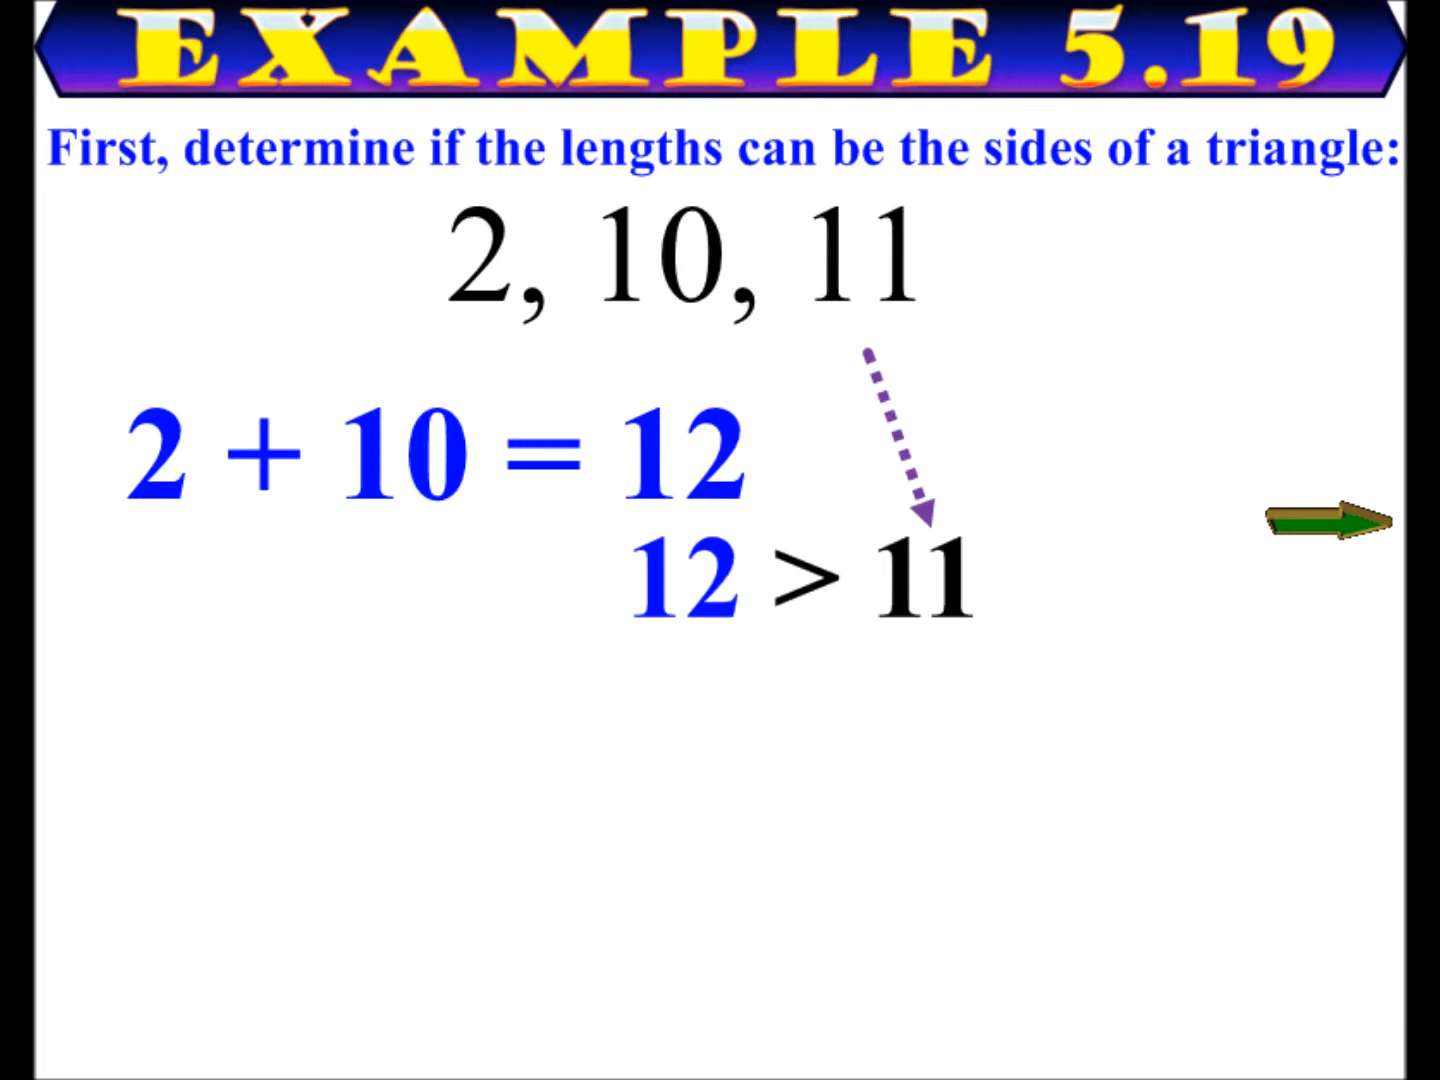 EXAMPLE 5.19
First, determine if the lengths can be the sides of a triangle:
2, 10, 11
2 + 10 = 12
12 > 11